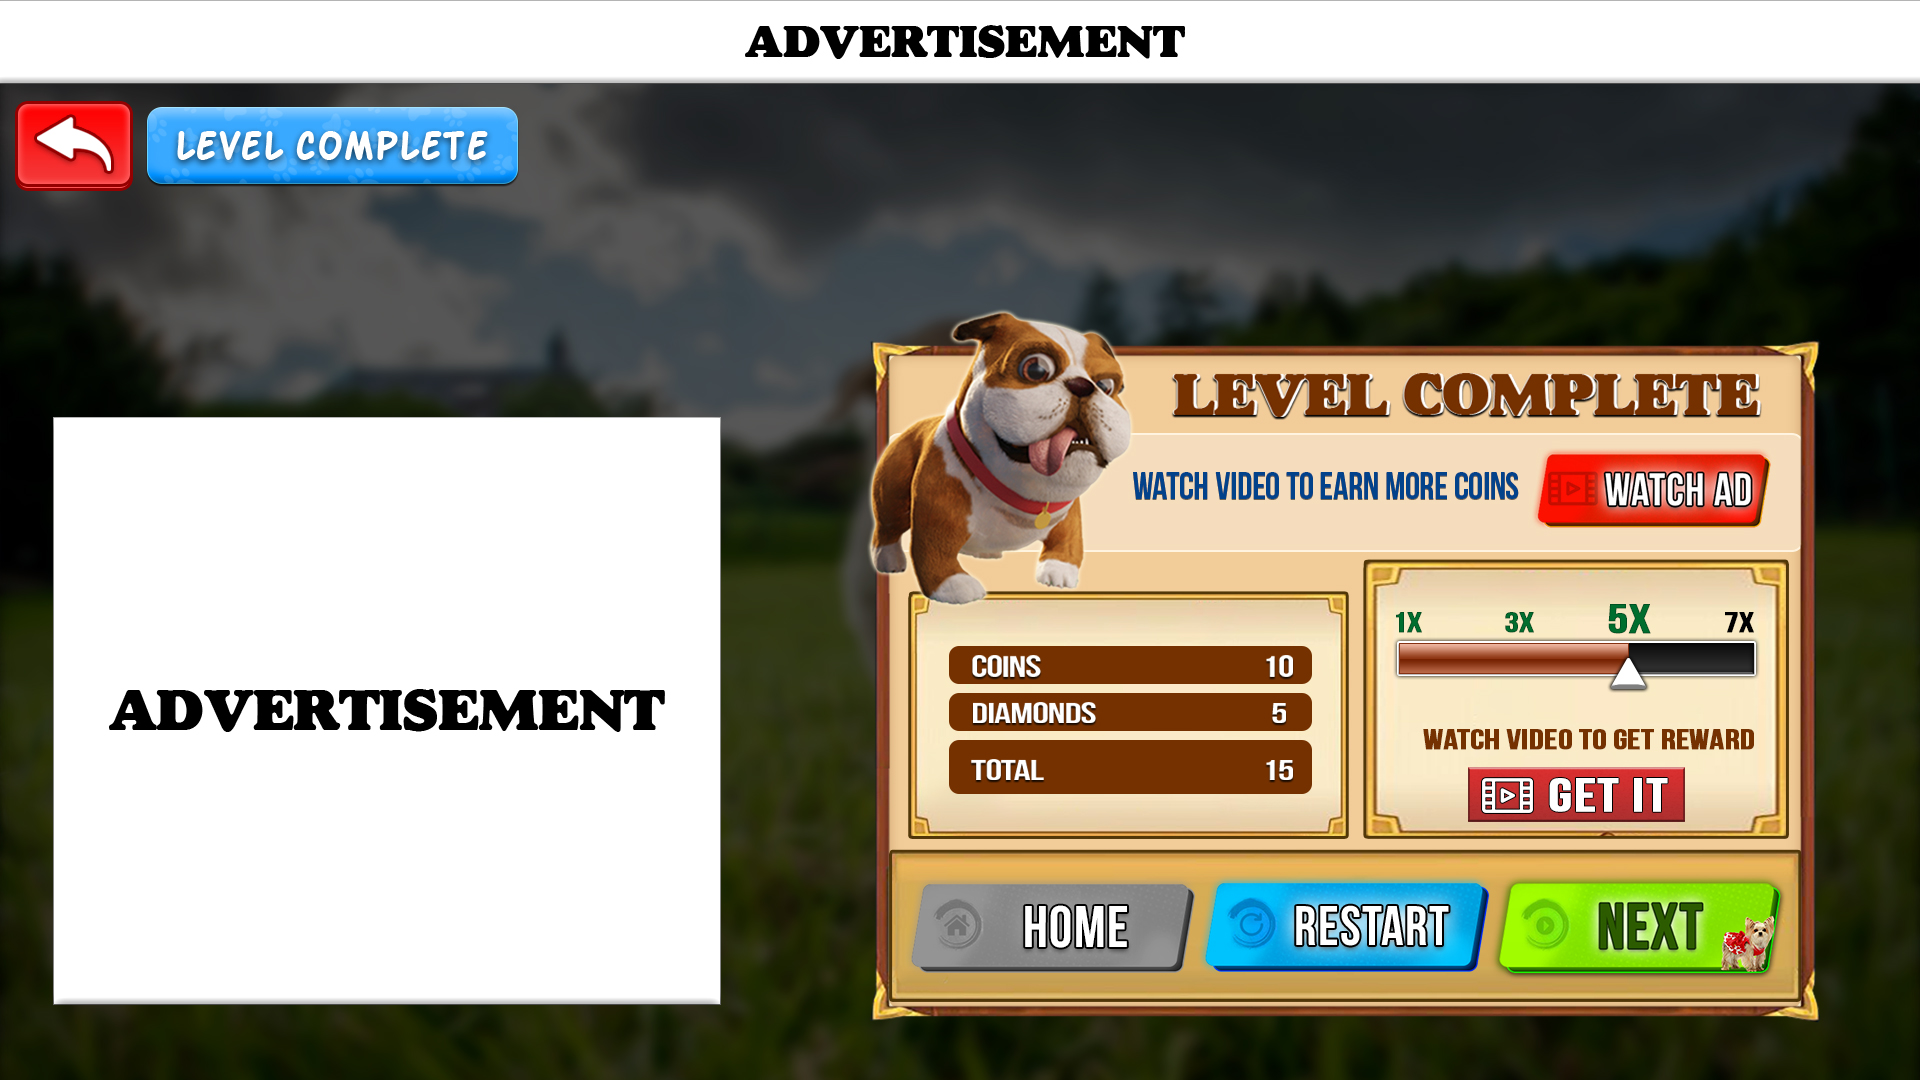 ADVERTISEMENT
LEVEL COMPLETE
ADVERTISEMENT
LEVEL COMPLETE
WATCH VIDEO TO EARN MORE COINS
WATCH AD
COINS 10
DIAMONDS 5
TOTAL 15
1X 3X 5X 7X
WATCH VIDEO TO GET REWARD
GET IT
HOME RESTART NEXT